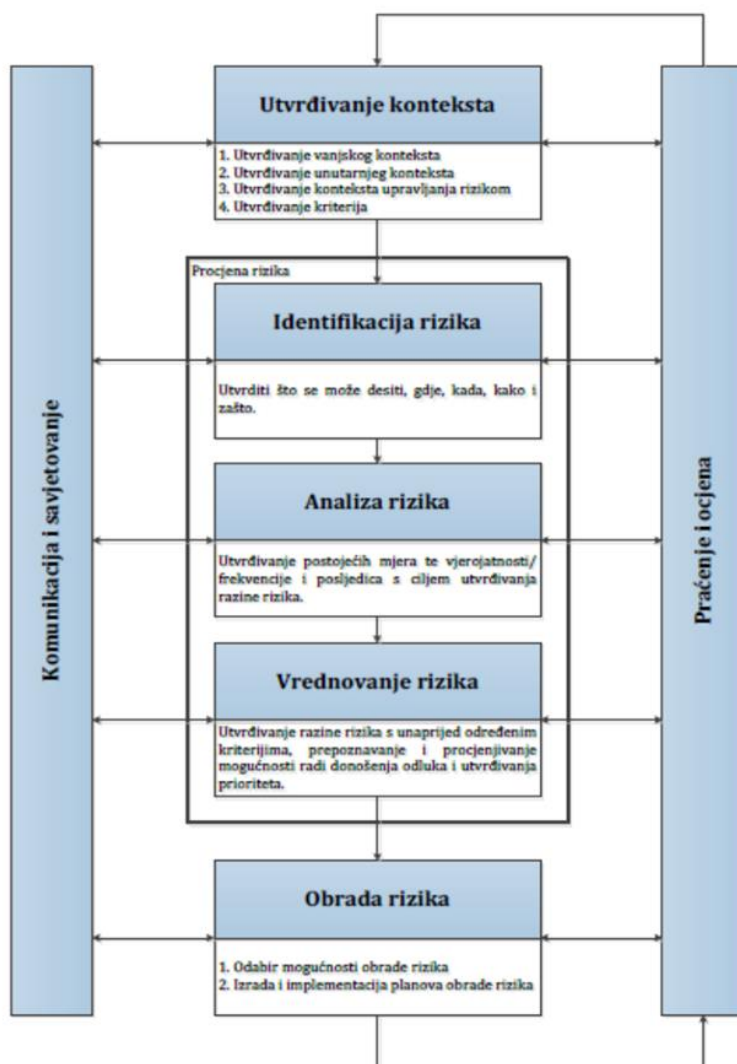 Utvrđivanje konteksta
1. Utvrđivanje vanjskog konteksta
2. Utvrđivanje unutarnjeg konteksta
3. Utvrđivanje konteksta upravljanja rizikom
4. Utvrđivanje kriterija
Procjena rizika
Identifikacija rizika
Utvrditi što se može desiti, gdje, kada, kako i
zašto.
Analiza rizika
Utvrđivanje postojećih mjera te vjerojatnosti/
frekvencije i posljedica s ciljem utvrđivanja
razine rizika.
Vrednovanje rizika
Utvrđivanje razine rizika s unaprijed određenim
kriterijima, prepoznavanje i procjenjivanje
mogućnosti radi donošenja odluka i utvrđivanja
prioriteta.
Obrada rizika
1. Odabir mogućnosti obrade rizika
2. Izrada i implementacija planova obrade rizika
Komunikacija i savjetovanje
Praćenje i ocjena